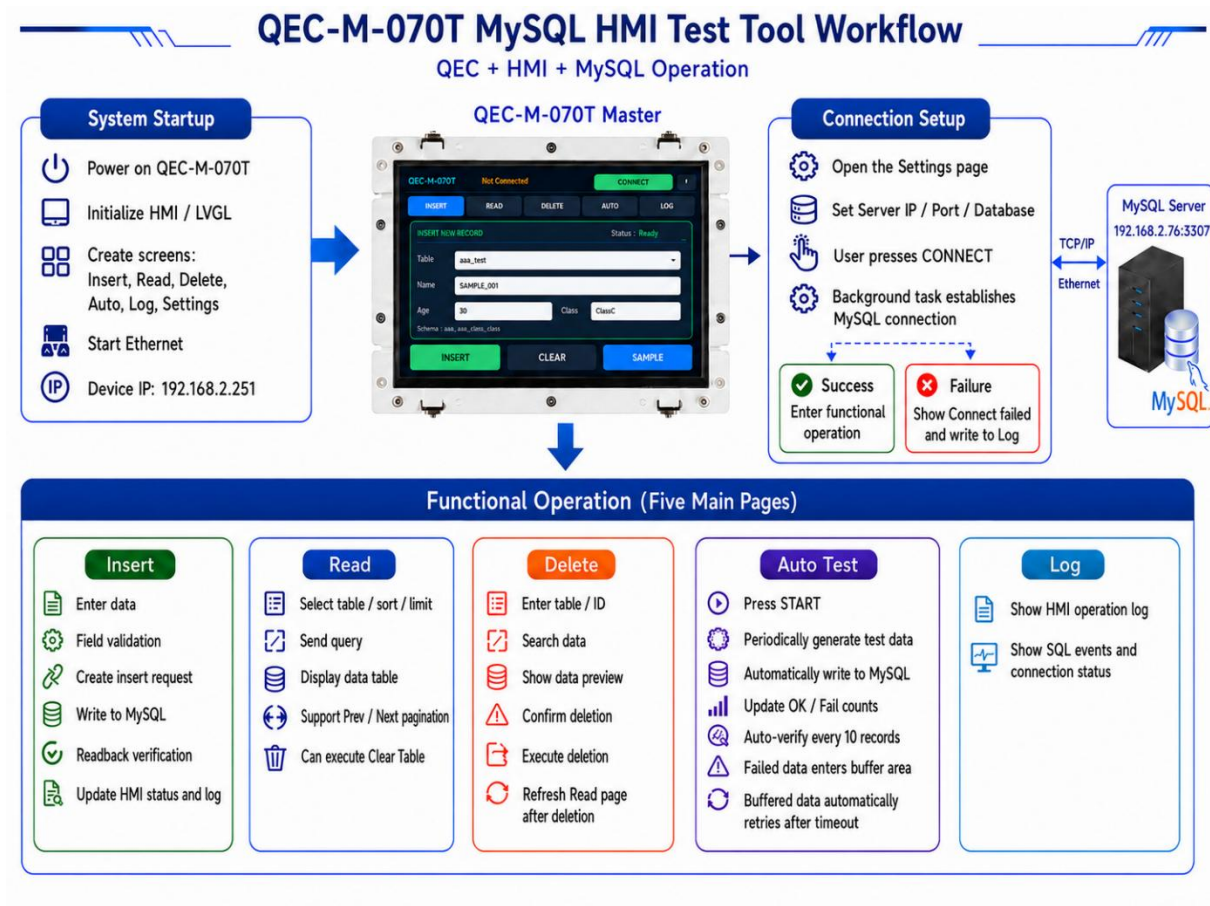 QEC-M-070T MySQL HMI Test Tool Workflow
QEC + HMI + MySQL Operation
System Startup
Power on QEC-M-070T
Initialize HMI / LVGL
Create screens:
Insert, Read, Delete,
Auto, Log, Settings
Start Ethernet
IP
Device IP: 192.168.2.251
QEC-M-070T Master
QEC-M-070T
Not Connected
CONNECT
INSERT
READ
DELETE
AUTO
LOG
INSERT NEW RECORD
Status : Ready
Table
aaa_test
Name
SAMPLE_001
Age
30
Class
ClassC
Schema : aaa, aaa_class_class
INSERT
CLEAR
SAMPLE
Connection Setup
Open the Settings page
Set Server IP / Port / Database
User presses CONNECT
Background task establishes
MySQL connection
Success
Enter functional
operation
Failure
Show Connect failed
and write to Log
TCP/IP
Ethernet
MySQL Server
192.168.2.76:3307
MySQL
Functional Operation (Five Main Pages)
Insert
Enter data
Field validation
Create insert request
Write to MySQL
Readback verification
Update HMI status and log
Read
Select table / sort / limit
Send query
Display data table
Support Prev / Next pagination
Can execute Clear Table
Delete
Enter table / ID
Search data
Show data preview
Confirm deletion
Execute deletion
Refresh Read page
after deletion
Auto Test
Press START
Periodically generate test data
Automatically write to MySQL
Update OK / Fail counts
Auto-verify every 10 records
Failed data enters buffer area
Buffered data automatically
retries after timeout
Log
Show HMI operation log
Show SQL events and
connection status